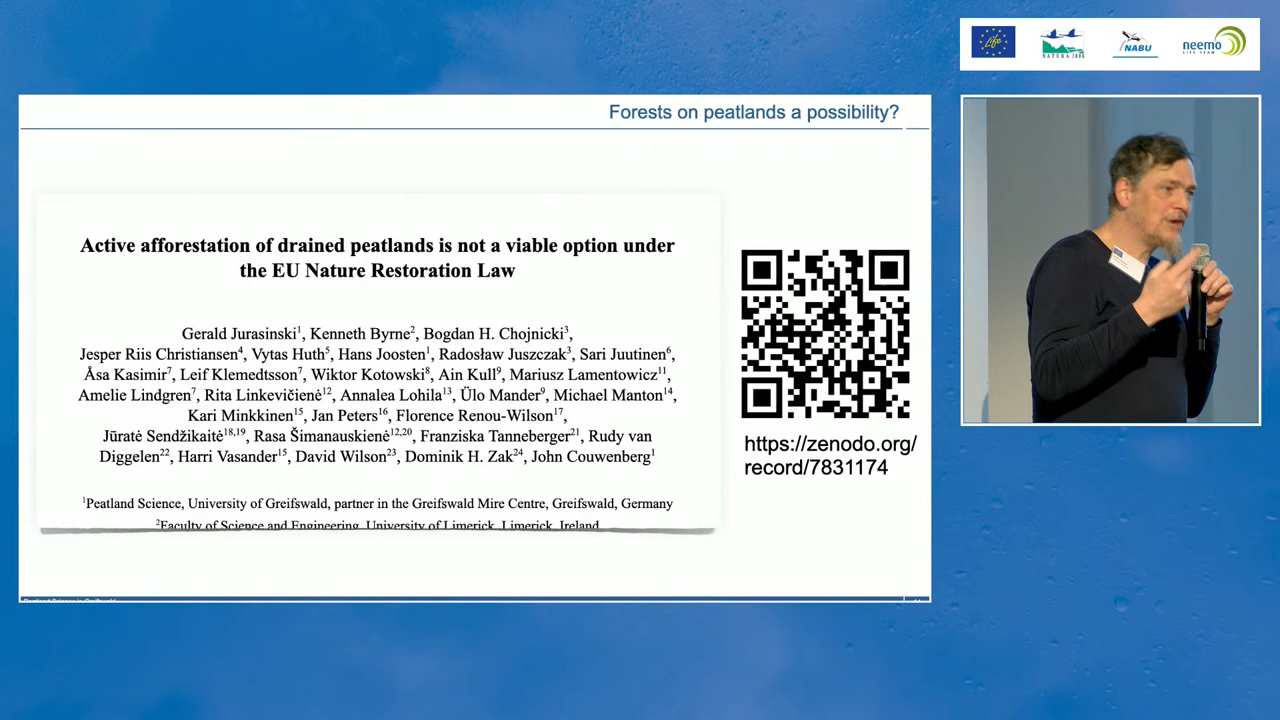 Life
NATURA 2000
NABU
neemo
LIFE TEAM
Forests on peatlands a possibility?
Active afforestation of drained peatlands is not a viable option under
the EU Nature Restoration Law
Gerald Jurasinski¹, Kenneth Byrne², Bogdan H. Chojnicki³,
Jesper Riis Christiansen⁴, Vytas Huth⁵, Hans Joosten¹, Radosław Juszczak³, Sari Juutinen⁶,
Åsa Kasimir⁷, Leif Klemedtsson⁷, Wiktor Kotowski⁸, Ain Kull⁹, Mariusz Lamentowicz¹¹,
Amelie Lindgren⁷, Rita Linkevičienė¹², Annalea Lohila¹³, Ülo Mander⁹, Michael Manton¹⁴,
Kari Minkkinen¹⁵, Jan Peters¹⁶, Florence Renou-Wilson¹⁷,
Jūratė Sendžikaitė¹⁸,¹⁹, Rasa Šimanauskienė¹²,²⁰, Franziska Tanneberger²¹, Rudy van
Diggelen²², Harri Vasander¹⁵, David Wilson²³, Dominik H. Zak²⁴, John Couwenberg¹
¹Peatland Science, University of Greifswald, partner in the Greifswald Mire Centre, Greifswald, Germany
²Faculty of Science and Engineering, University of Limerick, Limerick, Ireland
https://zenodo.org/
record/7831174